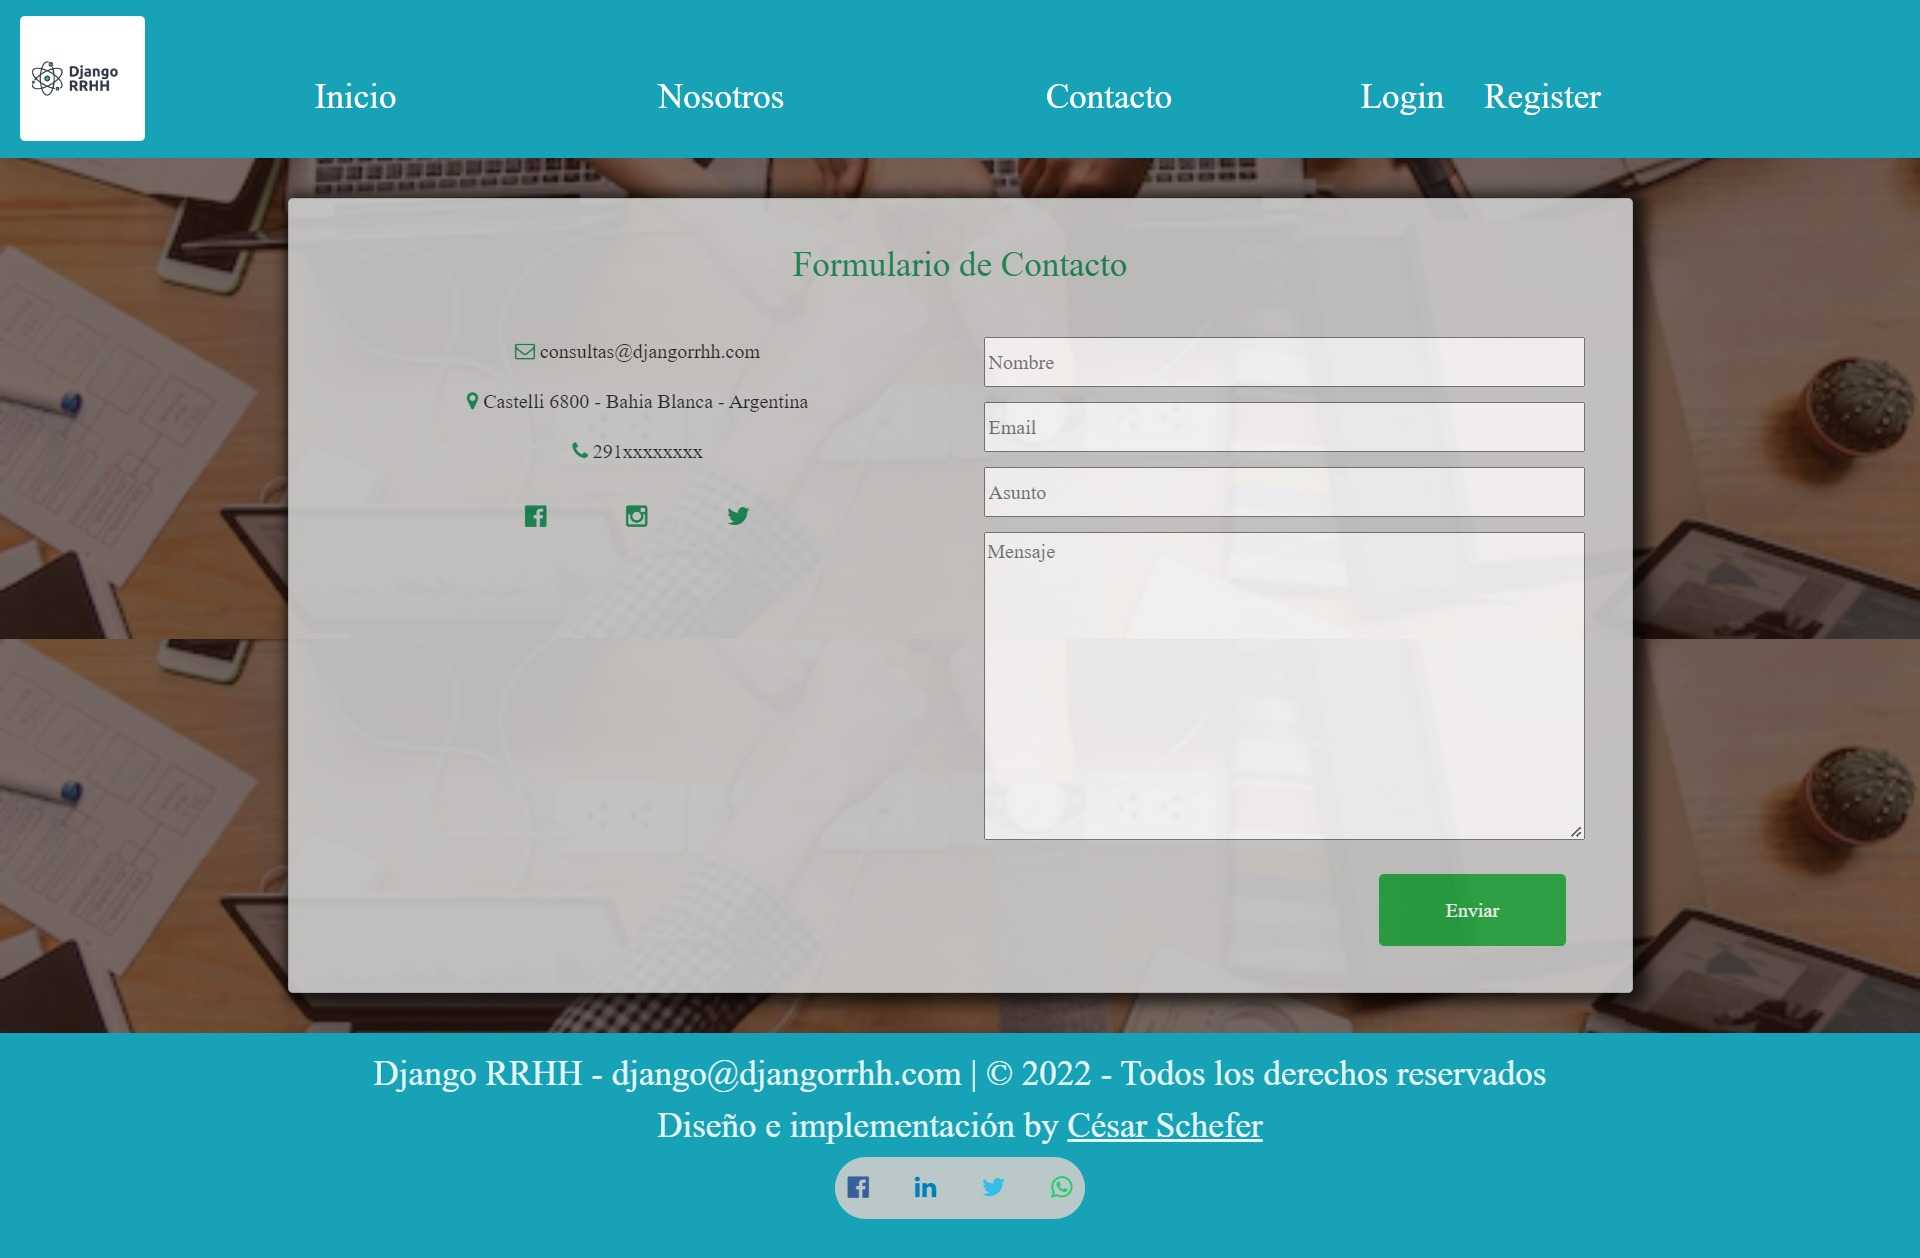 Django
RRHH
Inicio
Nosotros
Contacto
Login
Register
Formulario de Contacto
consultas@djangorrhh.com
Castelli 6800 - Bahia Blanca - Argentina
291xxxxxxxx
Nombre
Email
Asunto
Mensaje
Enviar
Django RRHH - django@djangorrhh.com | © 2022 - Todos los derechos reservados
Diseño e implementación by César Schefer